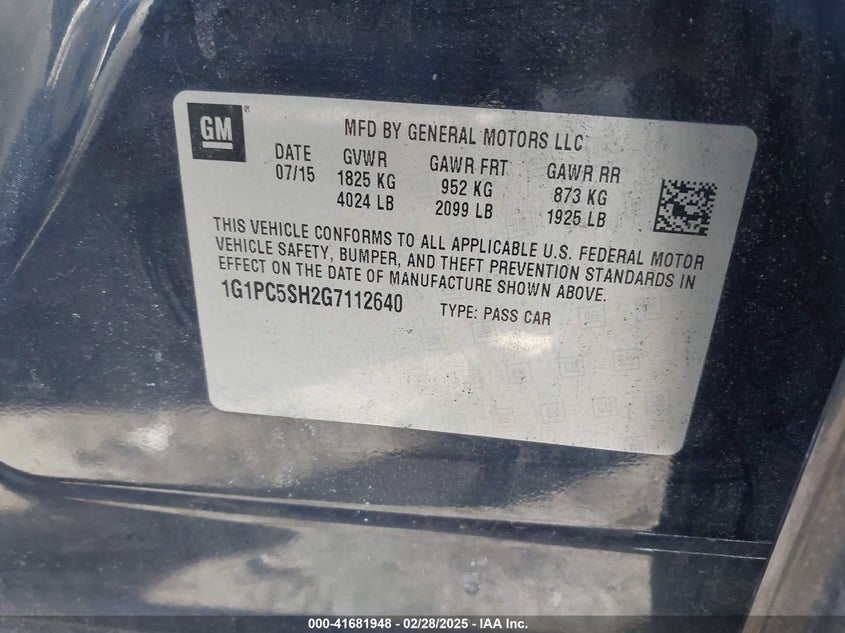 GM ®
MFD BY GENERAL MOTORS LLC
DATE GVWR GAWR FRT GAWR RR
07/15 1825 KG 952 KG 873 KG
4024 LB 2099 LB 1925 LB
THIS VEHICLE CONFORMS TO ALL APPLICABLE U.S. FEDERAL MOTOR
VEHICLE SAFETY, BUMPER, AND THEFT PREVENTION STANDARDS IN
EFFECT ON THE DATE OF MANUFACTURE SHOWN ABOVE.
1G1PC5SH2G7112640 TYPE: PASS CAR
000-41681948 / 02/28/2025 - IAA Inc.